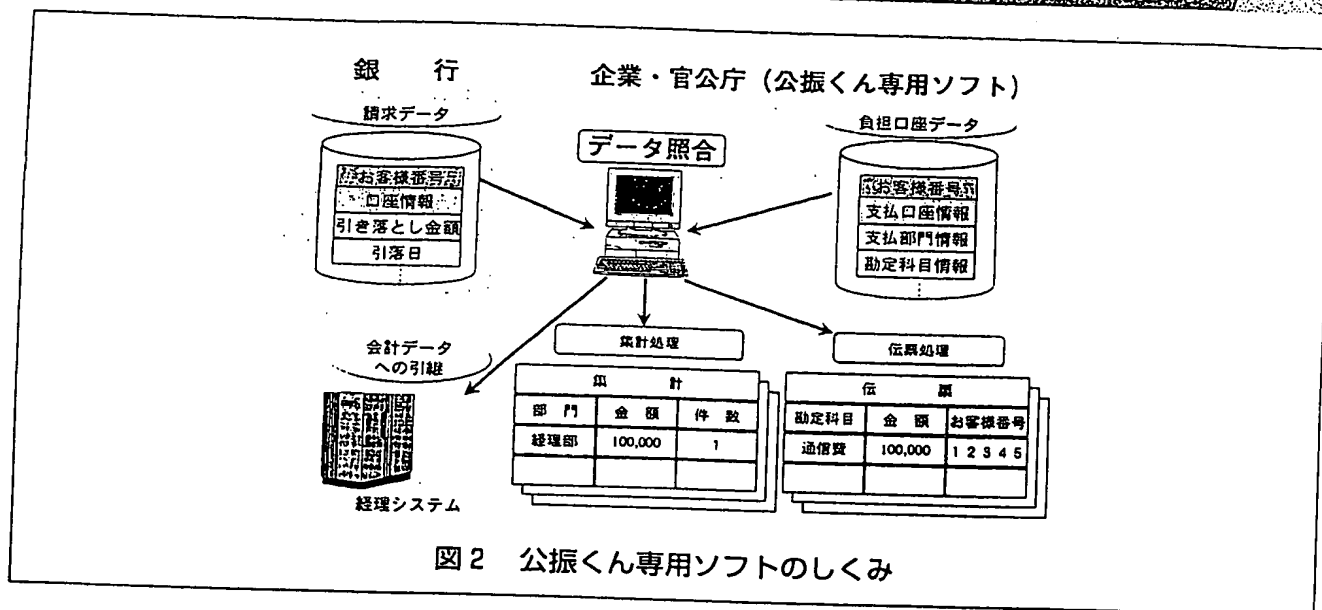 銀　行
企業・官公庁（公振くん専用ソフト）
請求データ
お客様番号
口座情報
引き落とし金額
引落日
データ照合
負担口座データ
お客様番号
支払口座情報
支払部門情報
勘定科目情報
会計データ
への引継
経理システム
集計処理
集　計
部　門　金　額　件　数
経理部　100,000　1
伝票処理
伝　票
勘定科目　金　額　お客様番号
通信費　100,000　1 2 3 4 5
図2　公振くん専用ソフトのしくみ